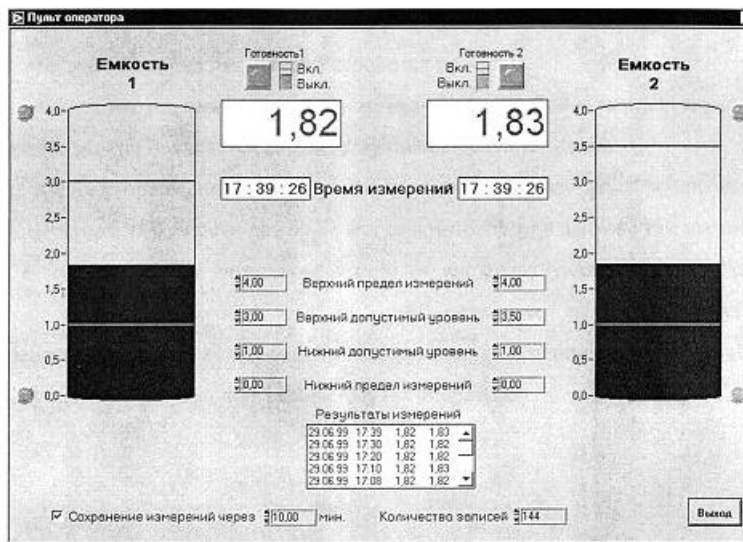 Пульт оператора
Емкость
1
Готовность1
Вкл.
Выкл.
Готовность 2
Вкл.
Выкл.
Емкость
2
1,82
1,83
4,0-
3,5-
3,0-
2,5-
2,0-
1,5-
1,0-
0,5-
0,0-
4,0-
3,5-
3,0-
2,5-
2,0-
1,5-
1,0-
0,5-
0,0-
17 : 39 : 26 Время измерений 17 : 39 : 26
4,00 Верхний предел измерений 4,00
3,00 Верхний допустимый уровень 3,50
1,00 Нижний допустимый уровень 1,00
0,00 Нижний предел измерений 0,00
Результаты измерений
29.06.99 17.39 1,82 1,83
29.06.99 17.30 1,82 1,82
29.06.99 17.20 1,82 1,82
29.06.99 17.10 1,82 1,83
29.06.99 17.08 1,82 1,82
Сохранение измерений через 10,00 мин. Количество записей 144
Выход